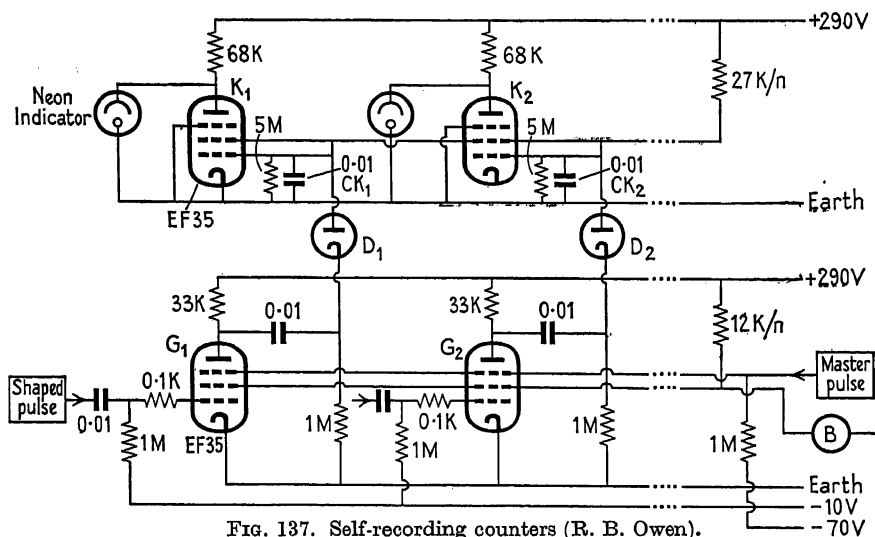 +290V
68K
68K
K1
K2
27K/n
Neon
Indicator
5M
5M
0·01
CK1
0·01
CK2
EF35
Earth
D1
D2
+290V
33K
0·01
33K
0·01
12K/n
G1
G2
Shaped
pulse
0·1K
0·1K
Master
pulse
0·01
1M
EF35
1M
1M
1M
1M
B
Earth
-10V
-70V
FIG. 137. Self-recording counters (R. B. Owen).